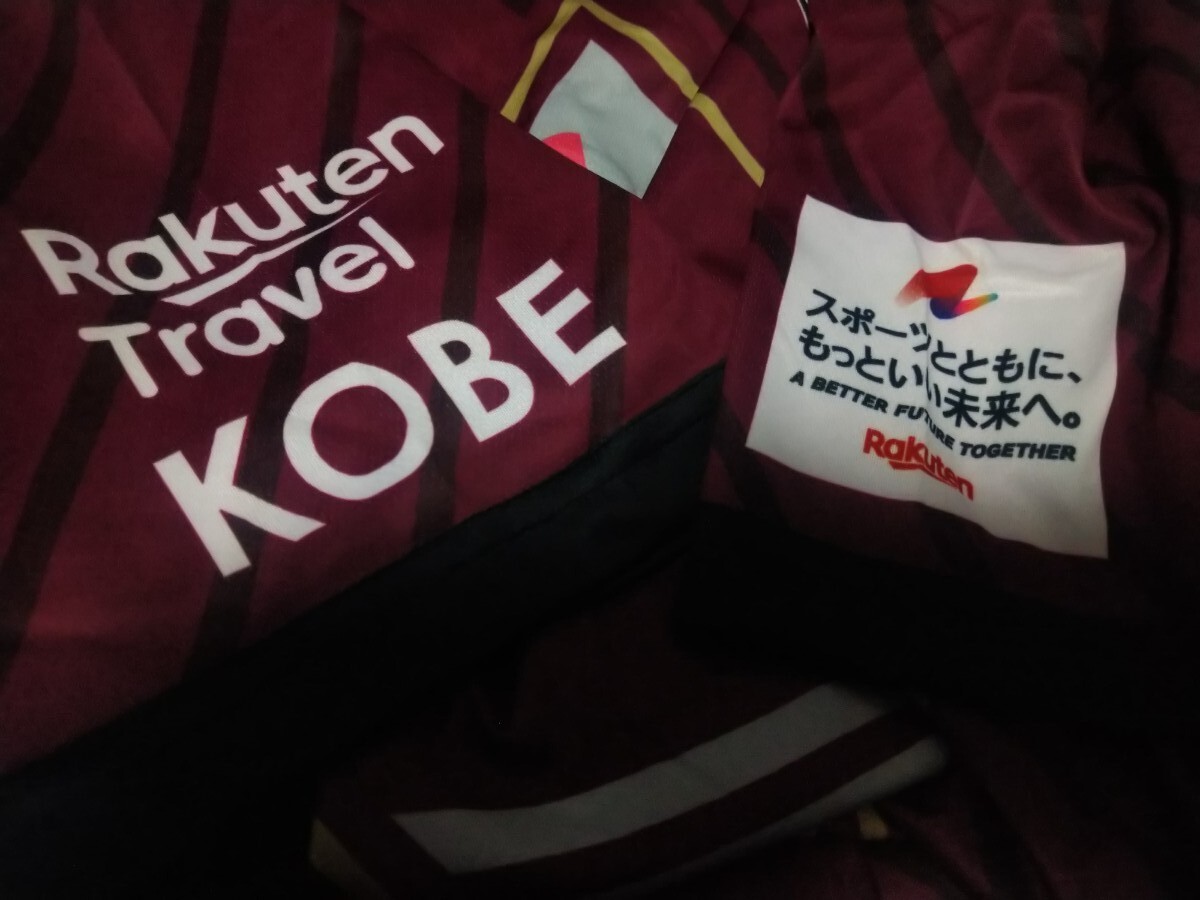 Rakuten
Travel
KOBE
スポーツとともに、
もっといい未来へ。
A BETTER FUTURE TOGETHER
Rakuten